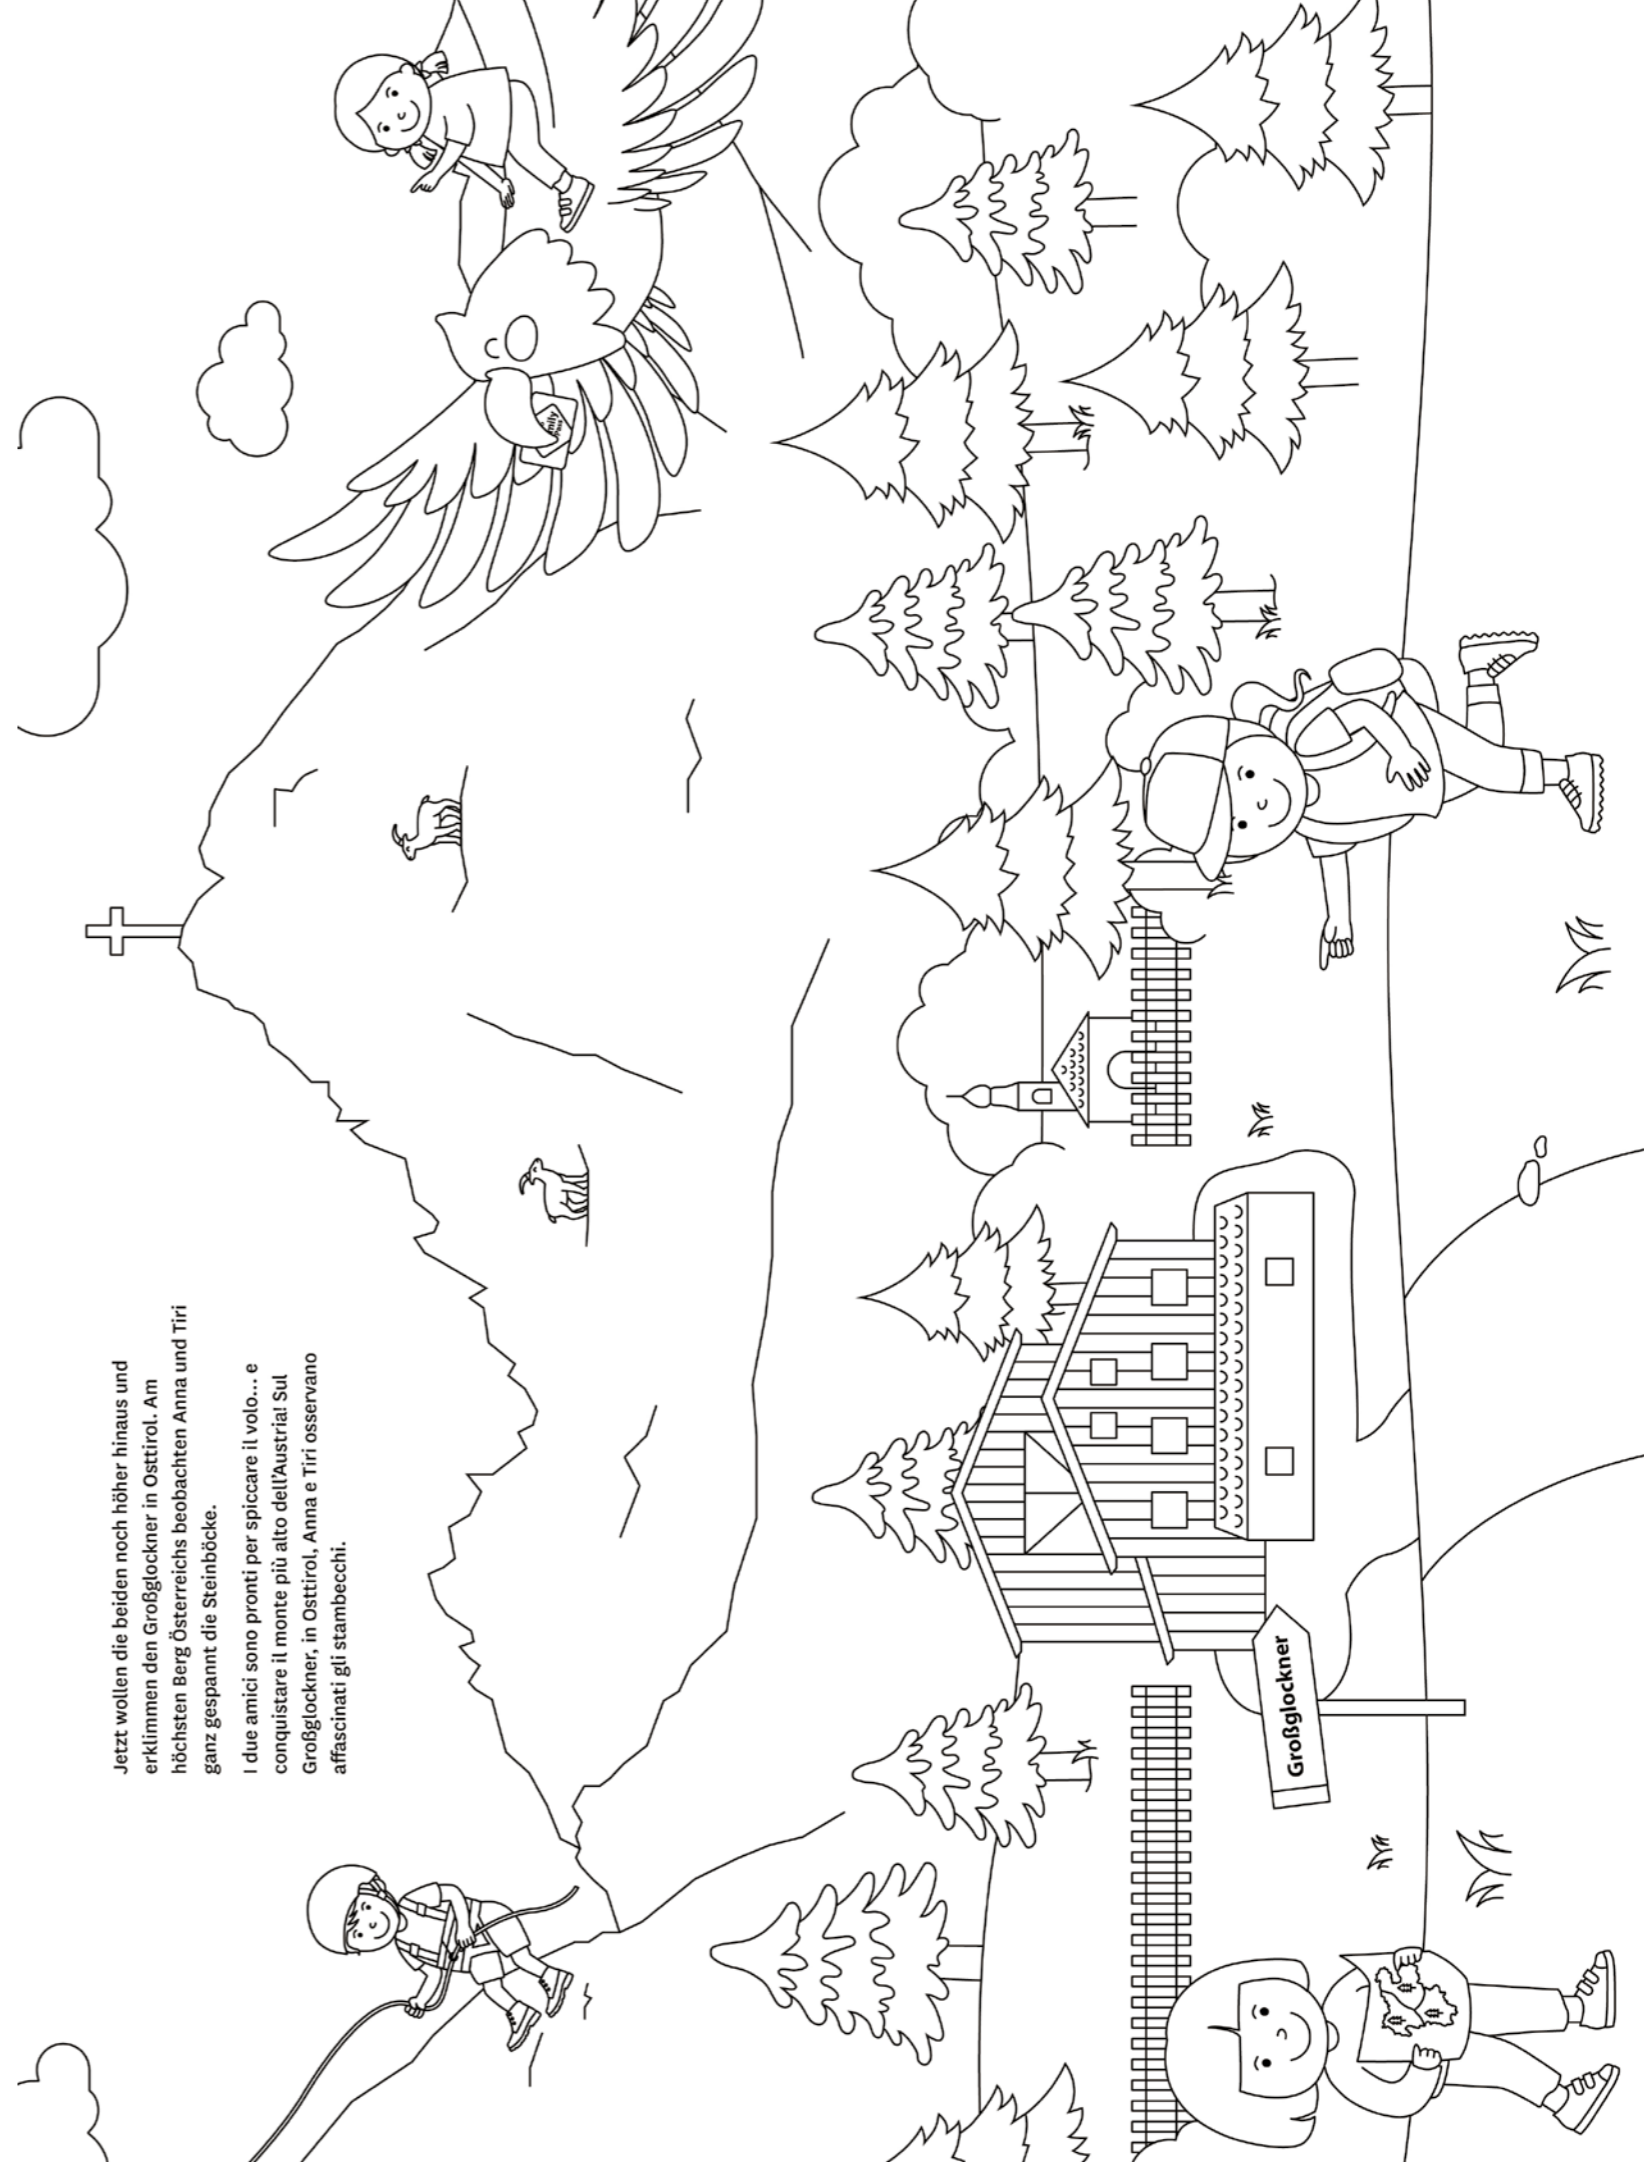 Jetzt wollen die beiden noch höher hinaus und
erklimmen den Großglockner in Osttirol. Am
höchsten Berg Österreichs beobachten Anna und Tiri
ganz gespannt die Steinböcke.
I due amici sono pronti per spiccare il volo... e
conquistare il monte più alto dell'Austria! Sul
Großglockner, in Osttirol, Anna e Tiri osservano
affascinati gli stambecchi.
Großglockner